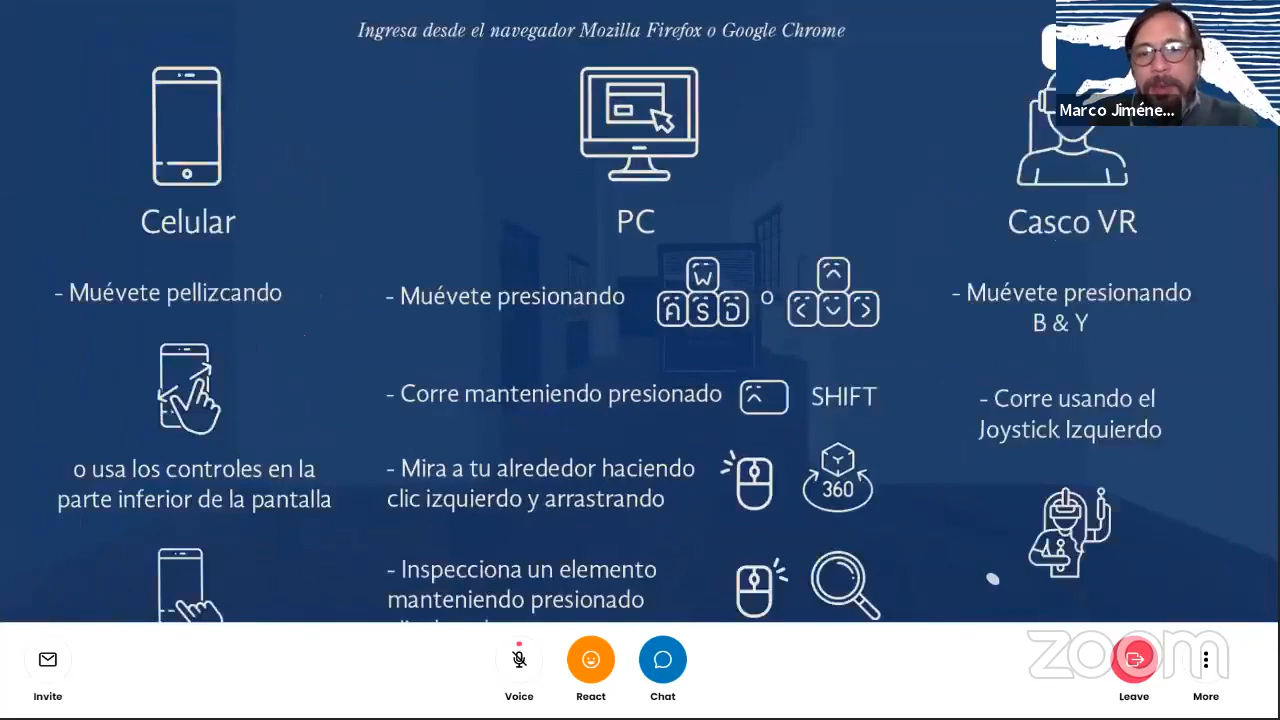 Ingresa desde el navegador Mozilla Firefox o Google Chrome
Marco Jiméne...
Celular
- Muévete pellizcando
o usa los controles en la
parte inferior de la pantalla
PC
- Muévete presionando
W
A S D
o
- Corre manteniendo presionado
SHIFT
- Mira a tu alrededor haciendo
clic izquierdo y arrastrando
360
- Inspecciona un elemento
manteniendo presionado
Casco VR
- Muévete presionando
B & Y
- Corre usando el
Joystick Izquierdo
zoom
Invite
Voice
React
Chat
Leave
More